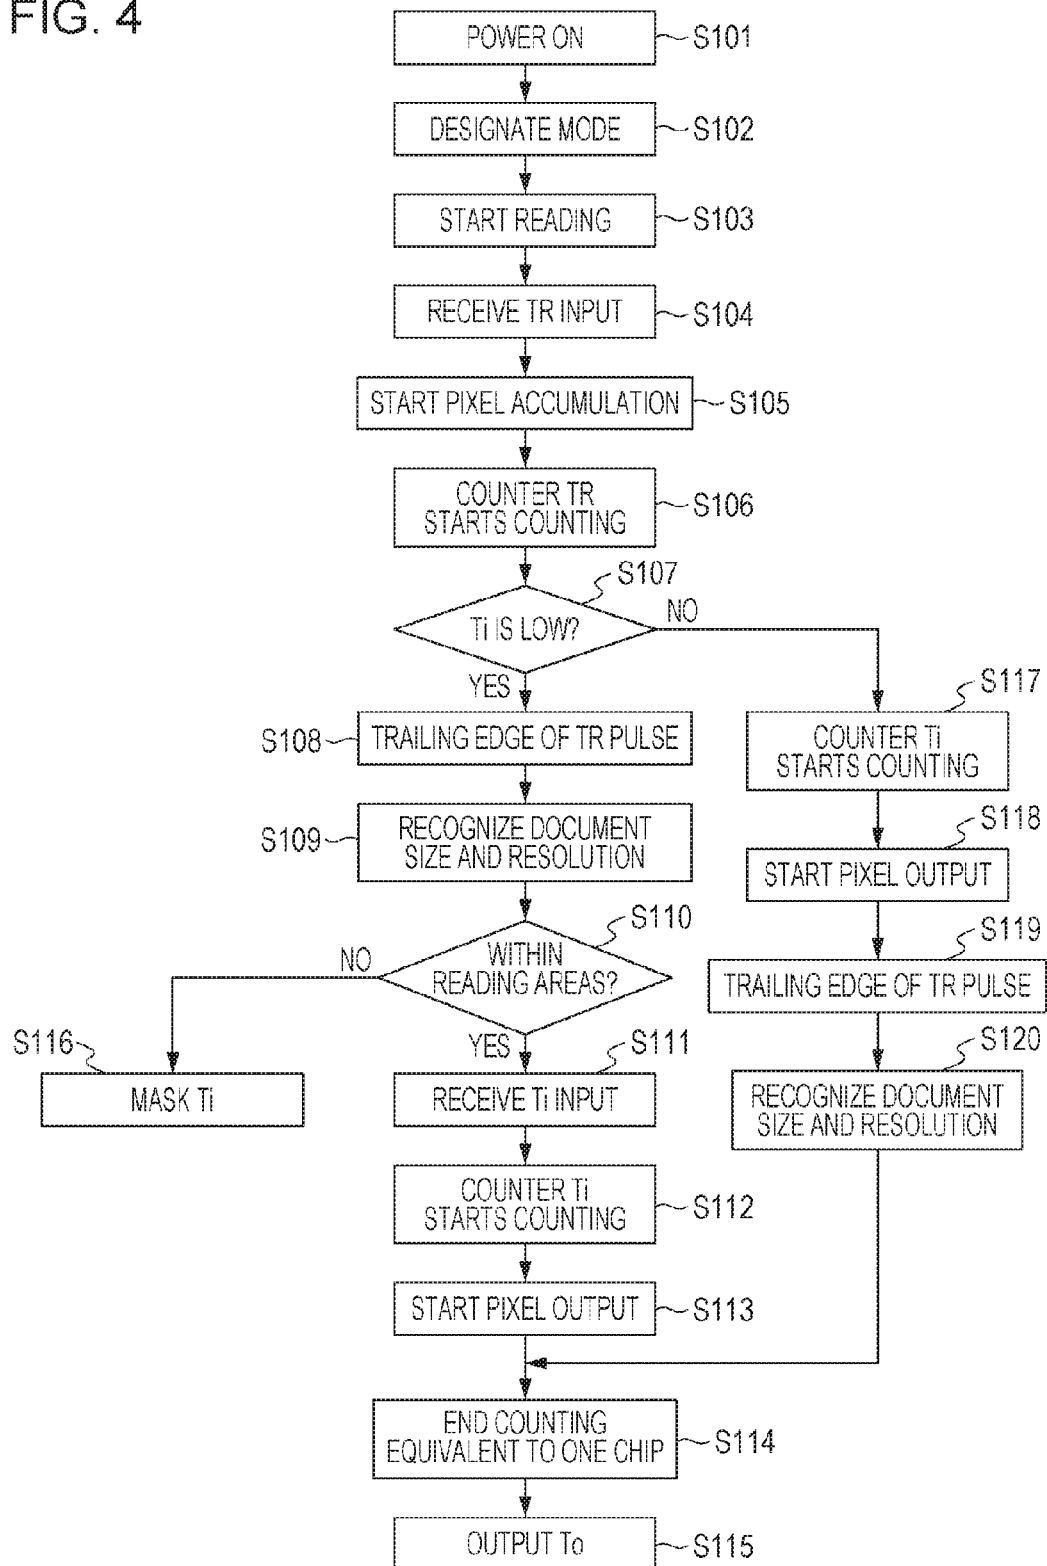 FIG. 4
POWER ON
S101
DESIGNATE MODE
S102
START READING
S103
RECEIVE TR INPUT
S104
START PIXEL ACCUMULATION
S105
COUNTER TR
STARTS COUNTING
S106
S107
Ti IS LOW?
NO
YES
S108
TRAILING EDGE OF TR PULSE
S109
RECOGNIZE DOCUMENT
SIZE AND RESOLUTION
S110
WITHIN
READING AREAS?
NO
YES
S116
MASK Ti
S111
RECEIVE Ti INPUT
COUNTER Ti
STARTS COUNTING
S112
START PIXEL OUTPUT
S113
S117
COUNTER Ti
STARTS COUNTING
S118
START PIXEL OUTPUT
S119
TRAILING EDGE OF TR PULSE
S120
RECOGNIZE DOCUMENT
SIZE AND RESOLUTION
END COUNTING
EQUIVALENT TO ONE CHIP
S114
OUTPUT To
S115